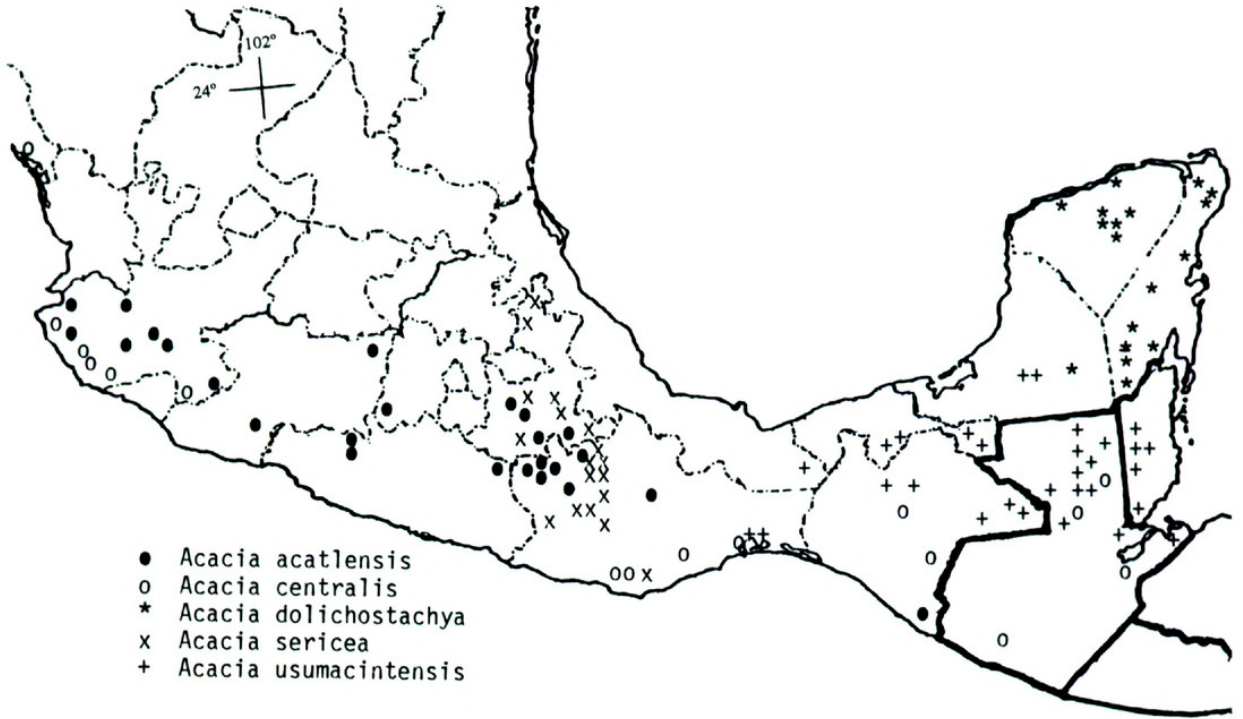 102°
24°
● Acacia acatlensis
o Acacia centralis
* Acacia dolichostachya
x Acacia sericea
+ Acacia usumacintensis